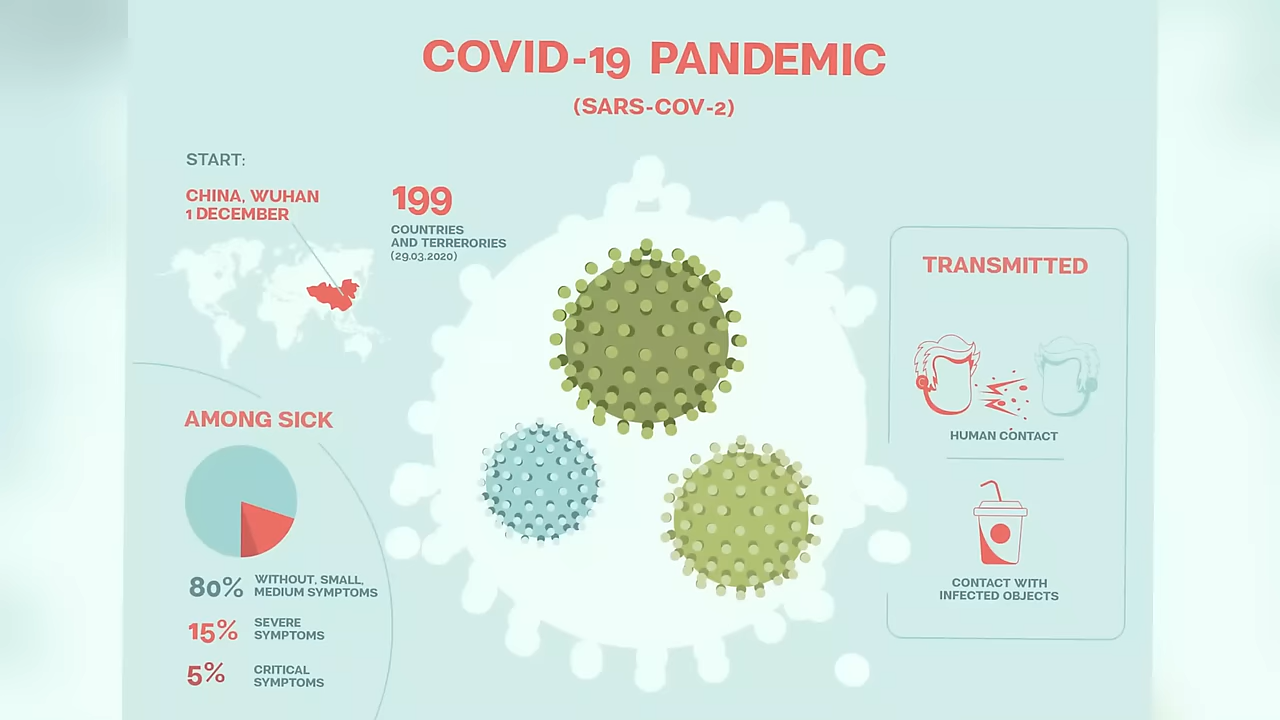 COVID-19 PANDEMIC
(SARS-COV-2)
START:
CHINA, WUHAN
1 DECEMBER
199
COUNTRIES
AND TERRERORIES
(29.03.2020)
AMONG SICK
80%
WITHOUT, SMALL,
MEDIUM SYMPTOMS
15%
SEVERE
SYMPTOMS
5%
CRITICAL
SYMPTOMS
TRANSMITTED
HUMAN CONTACT
CONTACT WITH
INFECTED OBJECTS